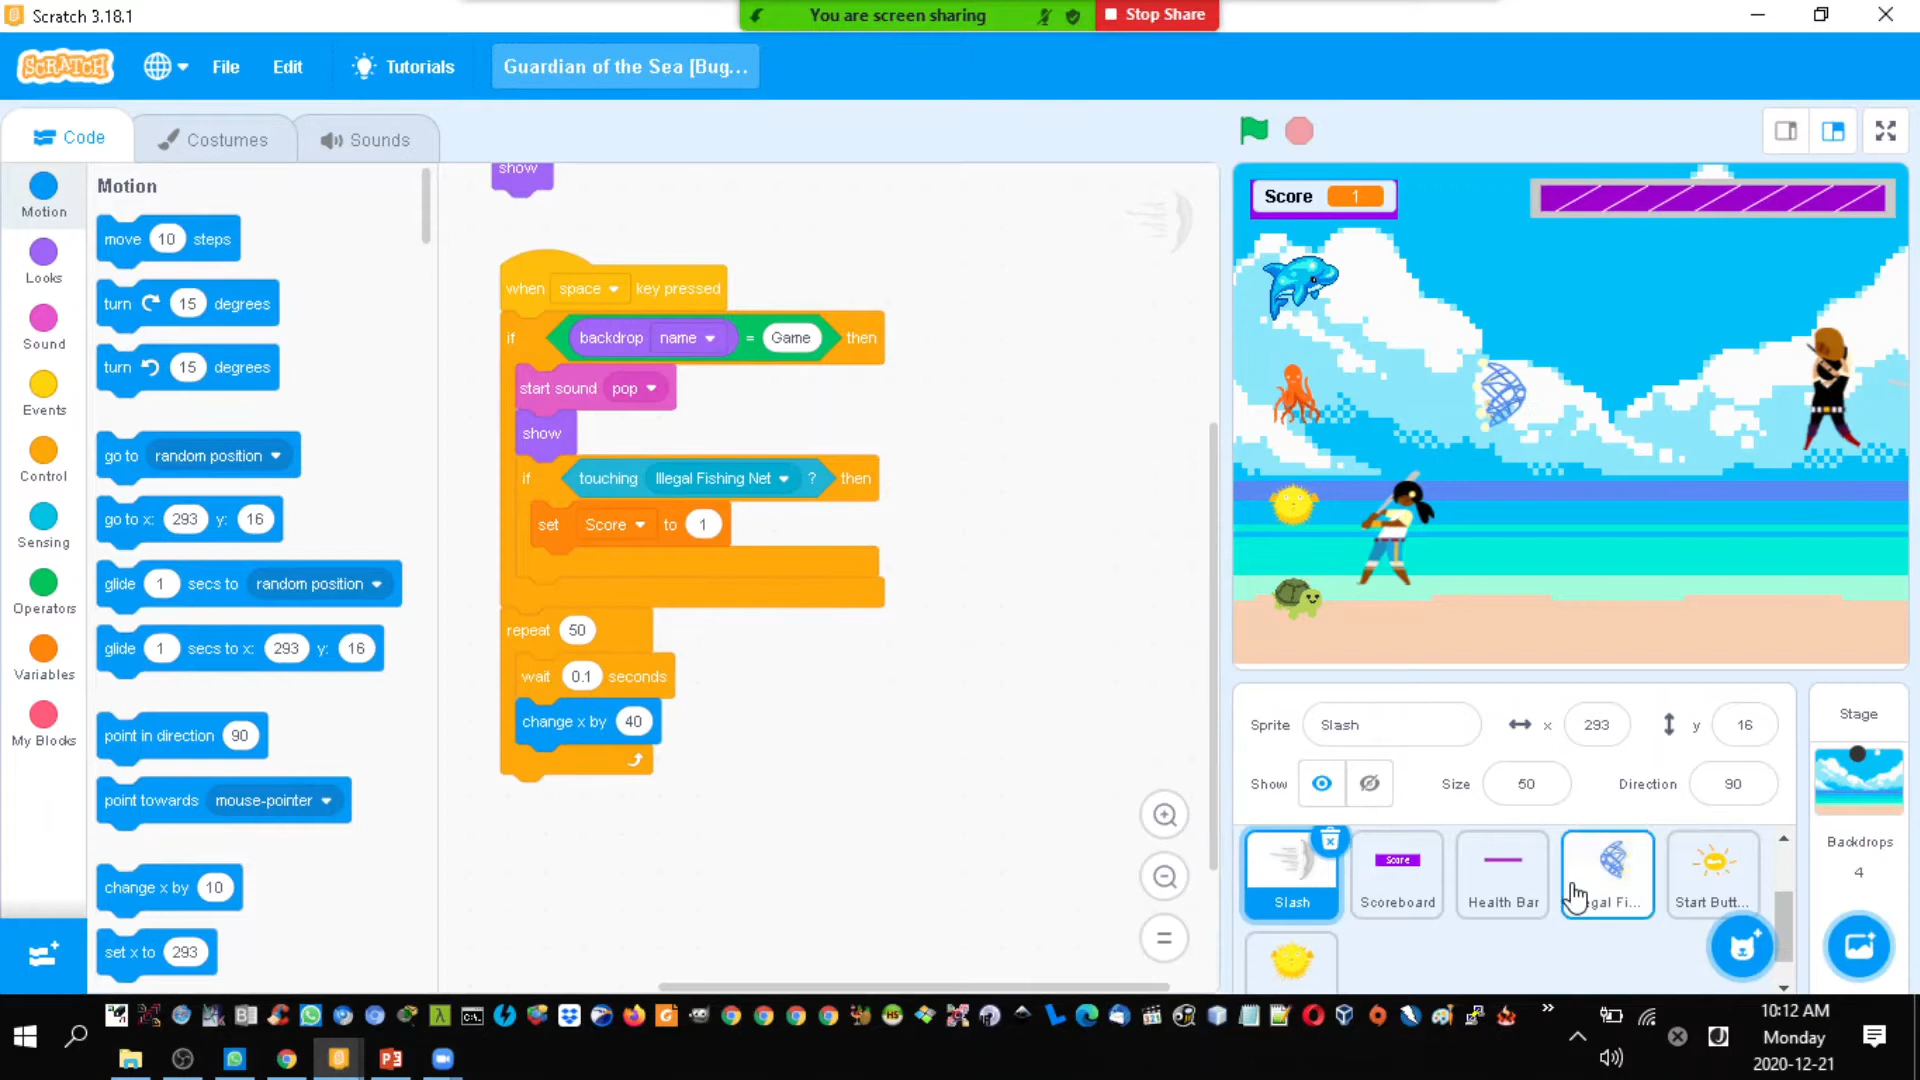 Scratch 3.18.1
You are screen sharing
Stop Share
SCRATCH
File
Edit
Tutorials
Guardian of the Sea [Bug...
Code
Costumes
Sounds
Motion
Looks
Sound
Events
Control
Sensing
Operators
Variables
My Blocks
Motion
move 10 steps
turn 15 degrees
turn 15 degrees
go to random position
go to x: 293 y: 16
glide 1 secs to random position
glide 1 secs to x: 293 y: 16
point in direction 90
point towards mouse-pointer
change x by 10
set x to 293
show
when space key pressed
if backdrop name = Game then
start sound pop
show
if touching Illegal Fishing Net ? then
set Score to 1
repeat 50
wait 0.1 seconds
change x by 40
Score 1
Sprite Slash x 293 y 16
Show Size 50 Direction 90
Score
Slash
Scoreboard
Health Bar
gal Fi...
Start Butt...
Stage
Backdrops
4
10:12 AM
Monday
2020-12-21